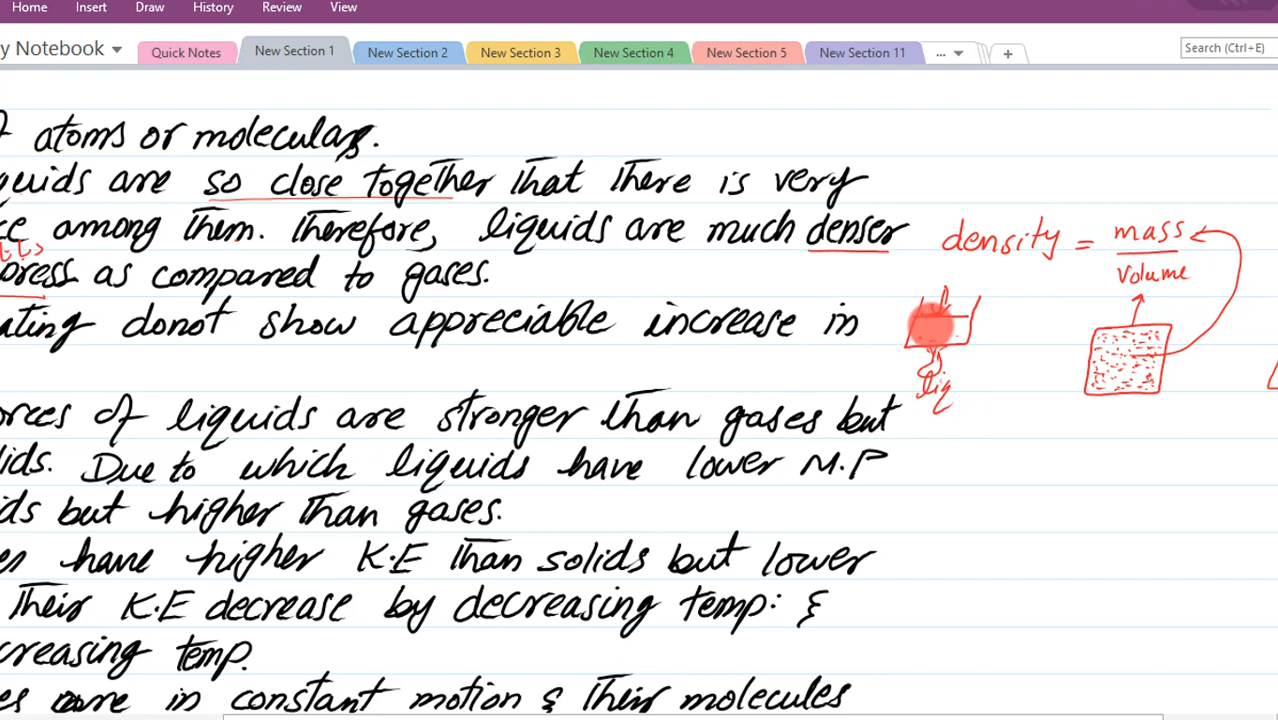 Home Insert Draw History Review View
y Notebook Quick Notes New Section 1 New Section 2 New Section 3 New Section 4 New Section 5 New Section 11 ... + Search (Ctrl+E)
atoms or molecular
quids are so close together that there is very
ce among them. Therefore, liquids are much denser
press as compared to gases.
density = mass
volume
ating donot show appreciable increase in
liq
orces of liquids are stronger than gases but
lids. Due to which liquids have lower M.P
ids but higher than gases.
es have higher K.E than solids but lower
Their K.E decrease by decreasing temp: &
creasing temp.
es are in constant motion & their molecules